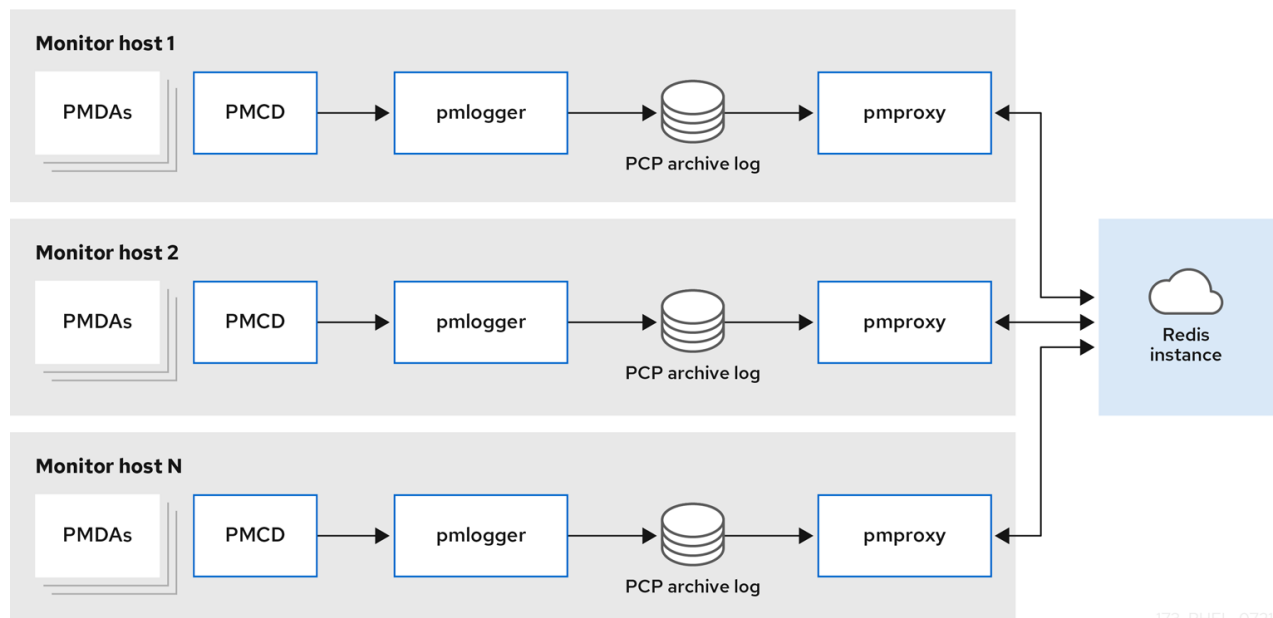 Monitor host 1
PMDAs
PMCD
pmlogger
PCP archive log
pmproxy
Monitor host 2
PMDAs
PMCD
pmlogger
PCP archive log
pmproxy
Redis
instance
Monitor host N
PMDAs
PMCD
pmlogger
PCP archive log
pmproxy